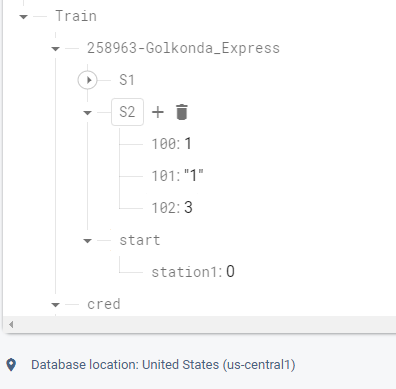 Train
258963-Golkonda_Express
S1
S2
100: 1
101: "1"
102: 3
start
station1: 0
cred
Database location: United States (us-central1)